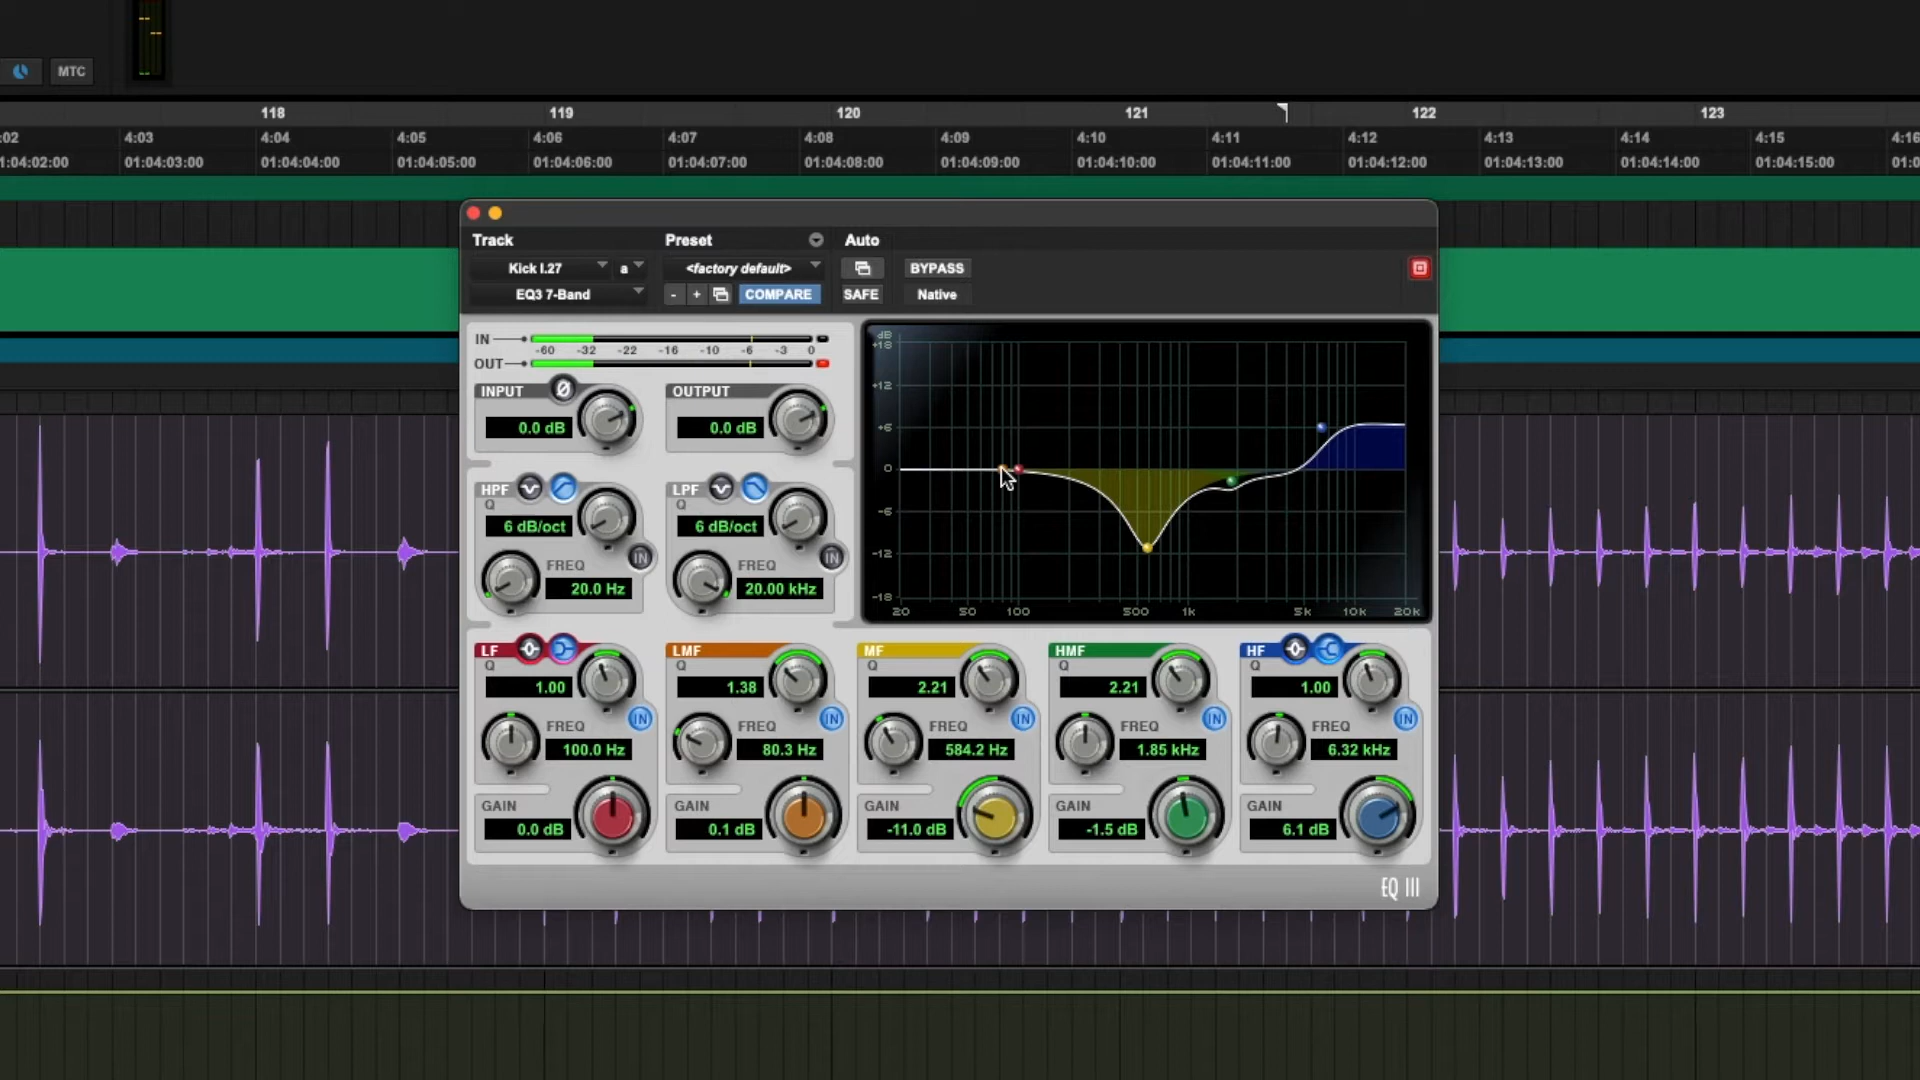 MTC
118 119 120 121 122 123
:02 4:03 4:04 4:05 4:06 4:07 4:08 4:09 4:10 4:11 4:12 4:13 4:14 4:15 4:16
1:04:02:00 01:04:03:00 01:04:04:00 01:04:05:00 01:04:06:00 01:04:07:00 01:04:08:00 01:04:09:00 01:04:10:00 01:04:11:00 01:04:12:00 01:04:13:00 01:04:14:00 01:04:15:00 01:0
Track Preset Auto
Kick I.27 a <factory default> BYPASS
EQ3 7-Band - + COMPARE SAFE Native
IN
-60 -32 -22 -16 -10 -6 -3 0
OUT
INPUT Ø OUTPUT
0.0 dB 0.0 dB
HPF LPF
Q Q
6 dB/oct 6 dB/oct
IN IN
FREQ FREQ
20.0 Hz 20.00 kHz
dB
+18
+12
+6
0
-6
-12
-18
20 50 100 500 1k 5k 10k 20k
LF LMF MF HMF HF
Q Q Q Q Q
1.00 1.38 2.21 2.21 1.00
IN IN IN IN IN
FREQ FREQ FREQ FREQ FREQ
100.0 Hz 80.3 Hz 584.2 Hz 1.85 kHz 6.32 kHz
GAIN GAIN GAIN GAIN GAIN
0.0 dB 0.1 dB -11.0 dB -1.5 dB 6.1 dB
EQ III